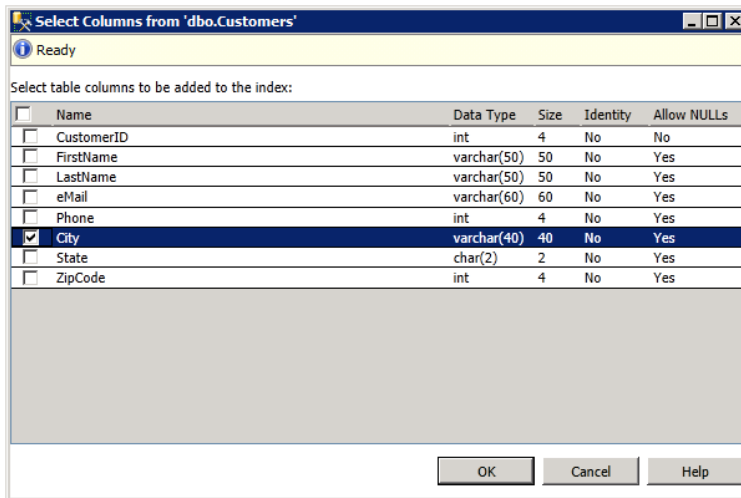 Select Columns from 'dbo.Customers'
Ready
Select table columns to be added to the index:
Name Data Type Size Identity Allow NULLs
CustomerID int 4 No No
FirstName varchar(50) 50 No Yes
LastName varchar(50) 50 No Yes
eMail varchar(60) 60 No Yes
Phone int 4 No Yes
City varchar(40) 40 No Yes
State char(2) 2 No Yes
ZipCode int 4 No Yes
OK Cancel Help